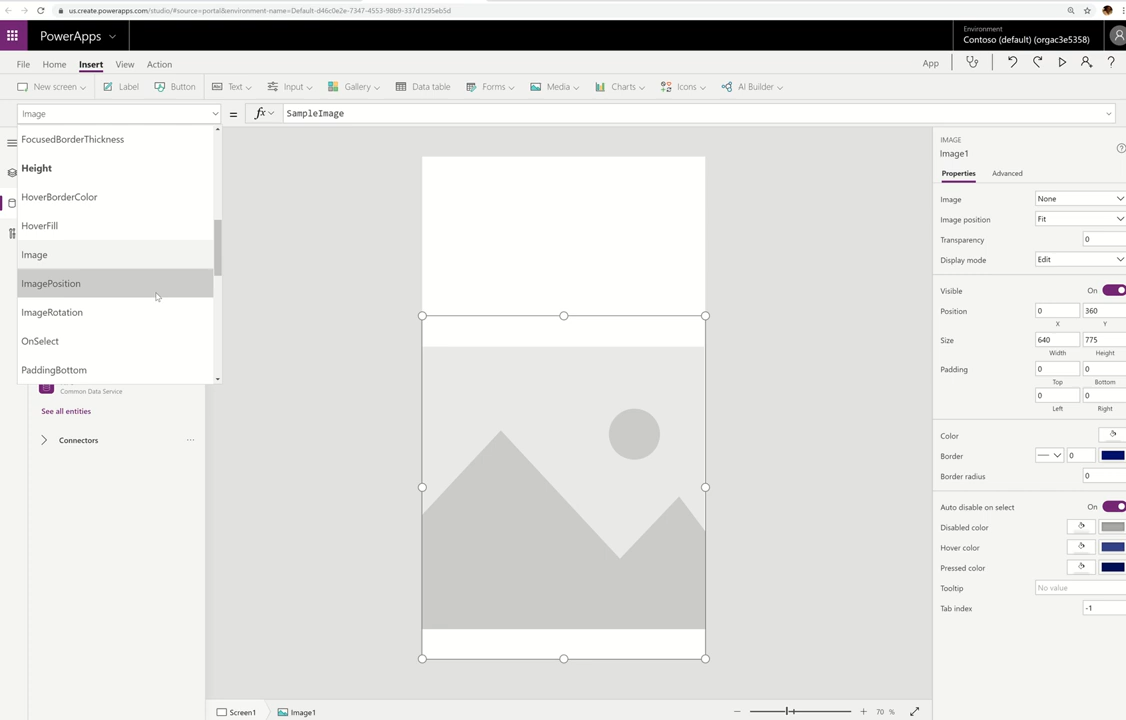 us.create.powerapps.com/studio/#source=portal&environment-name=Default-d46c0e2e-7347-4553-98b9-337d1295eb5d
PowerApps
Environment
Contoso (default) (orgac3e5358)
File Home Insert View Action
App
New screen Label Button Text Input Gallery Data table Forms Media Charts Icons AI Builder
Image = fx SampleImage
FocusedBorderThickness
Height
HoverBorderColor
HoverFill
Image
ImagePosition
ImageRotation
OnSelect
PaddingBottom
Common Data Service
See all entities
Connectors
IMAGE
Image1
Properties Advanced
Image None
Image position Fit
Transparency 0
Display mode Edit
Visible On
Position 0 360
X Y
Size 640 775
Width Height
Padding 0 0
Top Bottom
0 0
Left Right
Color
Border 0
Border radius 0
Auto disable on select On
Disabled color
Hover color
Pressed color
Tooltip No value
Tab index -1
Screen1 Image1
70 %